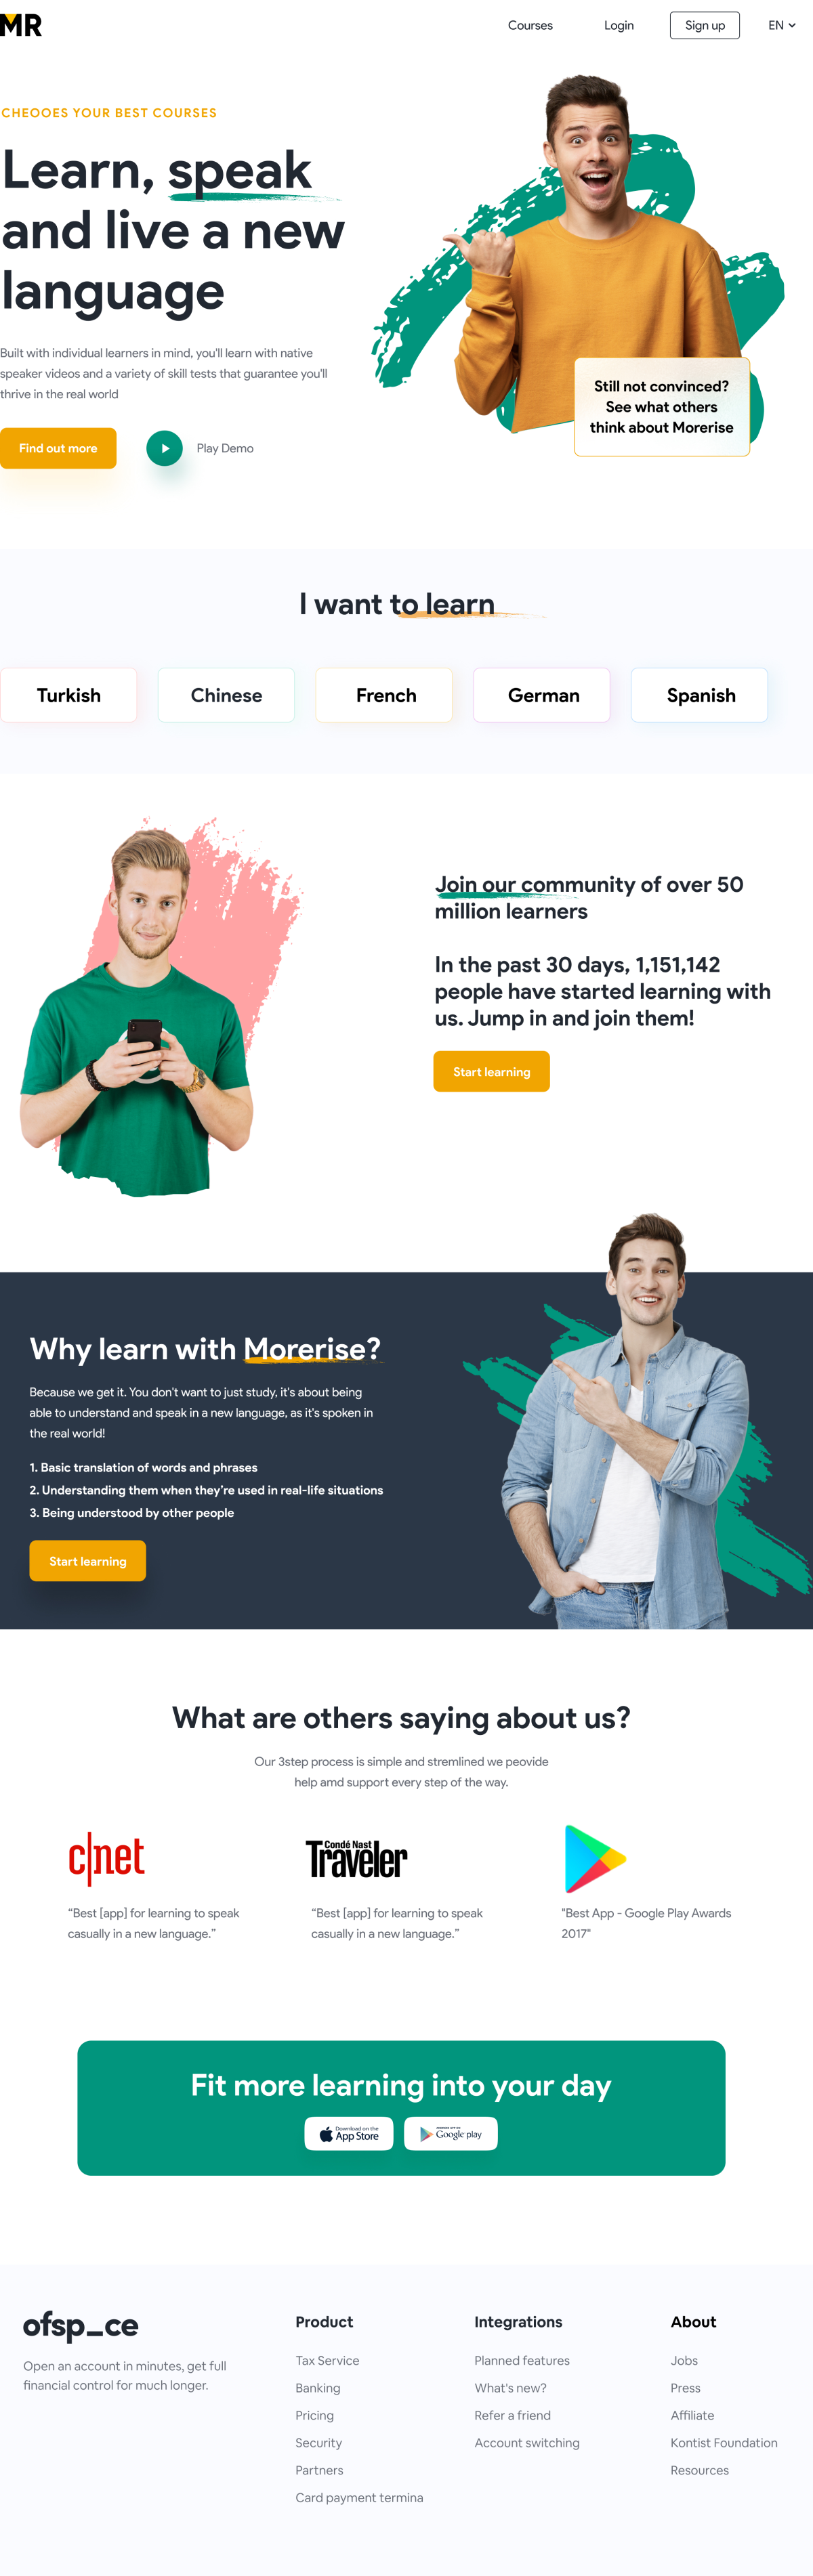 MR
Courses
Login
Sign up
EN
CHEOOES YOUR BEST COURSES
Learn, speak
and live a new
language
Built with individual learners in mind, you'll learn with native
speaker videos and a variety of skill tests that guarantee you'll
thrive in the real world
Find out more
Play Demo
Still not convinced?
See what others
think about Morerise
I want to learn
Turkish
Chinese
French
German
Spanish
Join our community of over 50
million learners
In the past 30 days, 1,151,142
people have started learning with
us. Jump in and join them!
Start learning
Why learn with Morerise?
Because we get it. You don't want to just study, it's about being
able to understand and speak in a new language, as it's spoken in
the real world!
1. Basic translation of words and phrases
2. Understanding them when they're used in real-life situations
3. Being understood by other people
Start learning
What are others saying about us?
Our 3step process is simple and stremlined we peovide
help amd support every step of the way.
c|net
Condé Nast
Traveler
“Best [app] for learning to speak
casually in a new language.”
“Best [app] for learning to speak
casually in a new language.”
"Best App - Google Play Awards
2017"
Fit more learning into your day
Download on the
App Store
Google play
ofsp_ce
Open an account in minutes, get full
financial control for much longer.
Product
Tax Service
Banking
Pricing
Security
Partners
Card payment termina
Integrations
Planned features
What's new?
Refer a friend
Account switching
About
Jobs
Press
Affiliate
Kontist Foundation
Resources